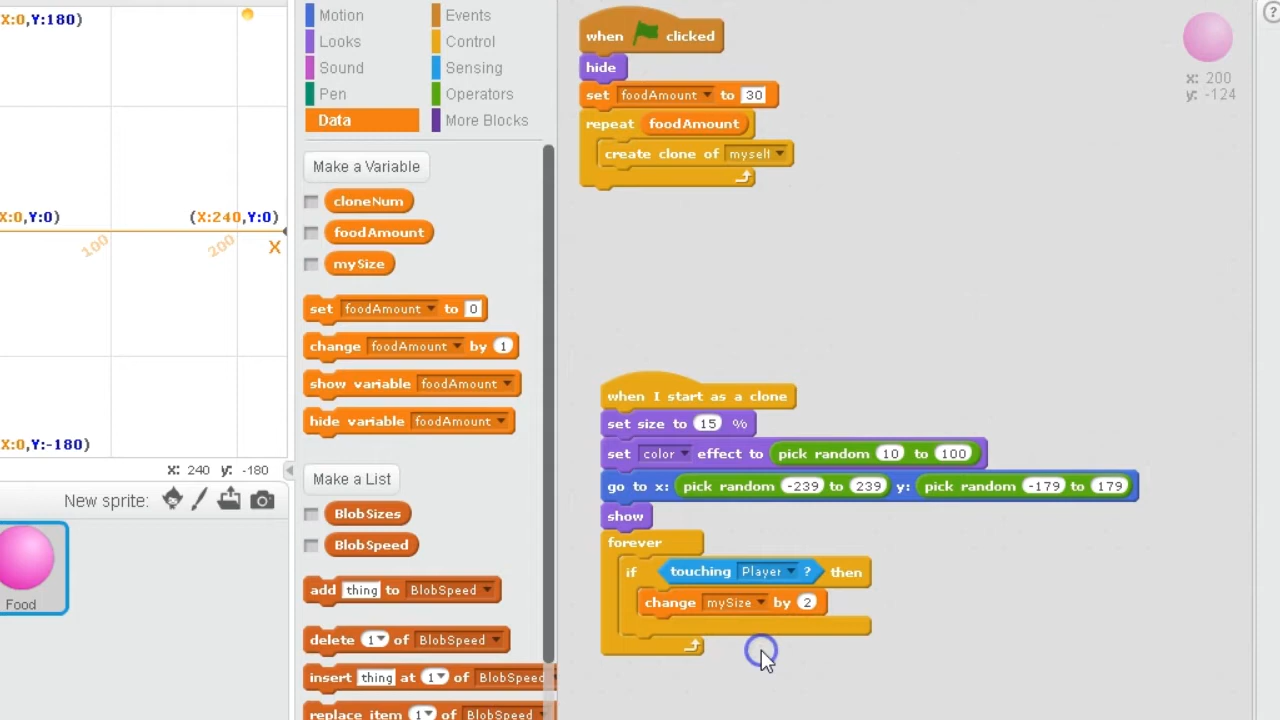 X:0,Y:180)
X:0,Y:0)
(X:240,Y:0)
100
200
X
X:0,Y:-180)
x: 240 y: -180
New sprite:
Food
Motion
Looks
Sound
Pen
Data
Events
Control
Sensing
Operators
More Blocks
Make a Variable
cloneNum
foodAmount
mySize
set foodAmount to 0
change foodAmount by 1
show variable foodAmount
hide variable foodAmount
Make a List
BlobSizes
BlobSpeed
add thing to BlobSpeed
delete 1 of BlobSpeed
insert thing at 1 of BlobSpeed
replace item 1 of BlobSpeed
when clicked
hide
set foodAmount to 30
repeat foodAmount
create clone of myself
when I start as a clone
set size to 15 %
set color effect to pick random 10 to 100
go to x: pick random -239 to 239 y: pick random -179 to 179
show
forever
if touching Player ? then
change mySize by 2
x: 200
y: -124
?